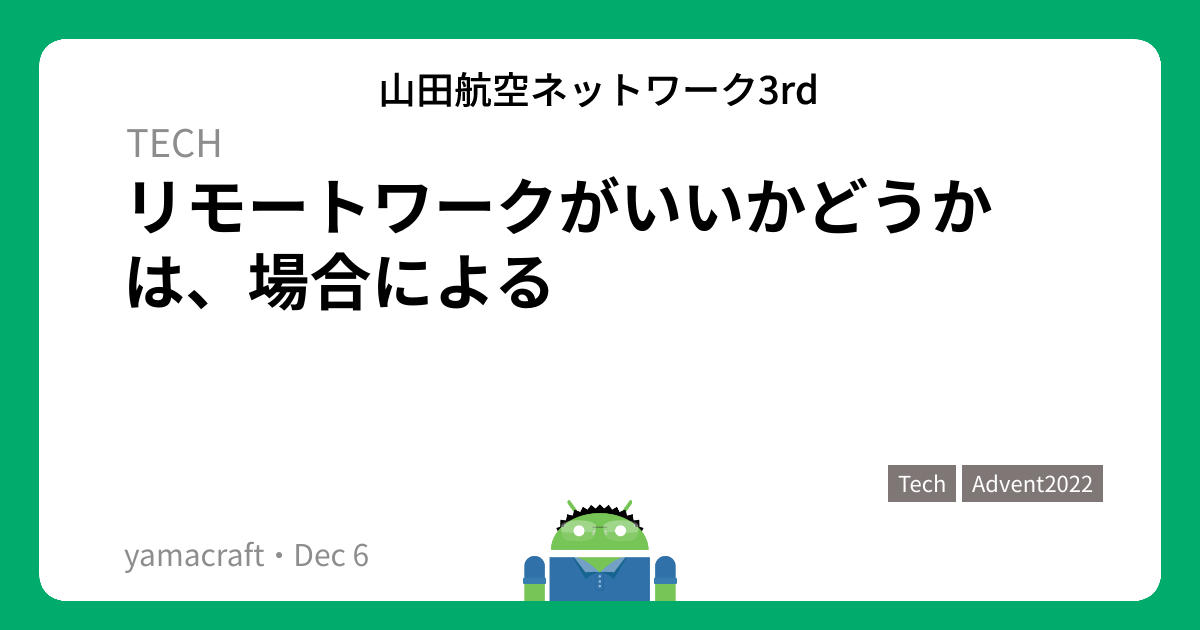 山田航空ネットワーク3rd
TECH
リモートワークがいいかどうか
は、場合による
Tech Advent2022
yamacraft・Dec 6